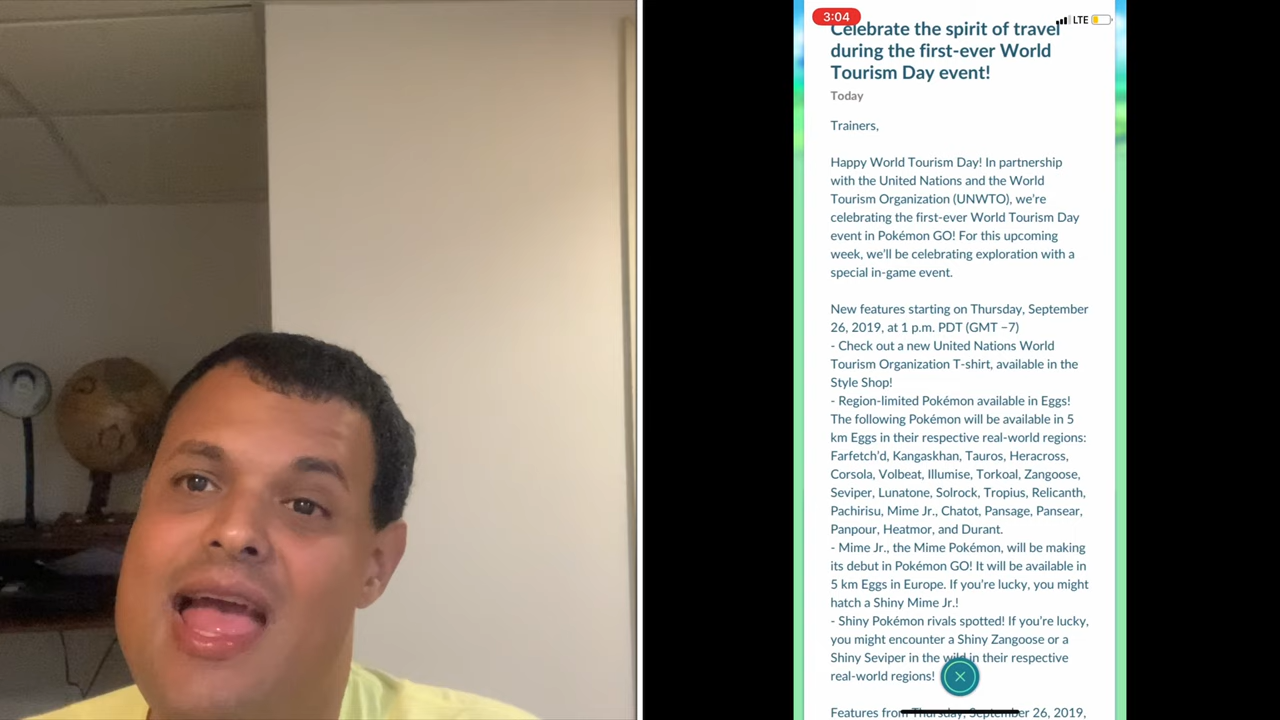 3:04
LTE
Celebrate the spirit of travel
during the first-ever World
Tourism Day event!
Today
Trainers,
Happy World Tourism Day! In partnership
with the United Nations and the World
Tourism Organization (UNWTO), we're
celebrating the first-ever World Tourism Day
event in Pokémon GO! For this upcoming
week, we'll be celebrating exploration with a
special in-game event.
New features starting on Thursday, September
26, 2019, at 1 p.m. PDT (GMT −7)
- Check out a new United Nations World
Tourism Organization T-shirt, available in the
Style Shop!
- Region-limited Pokémon available in Eggs!
The following Pokémon will be available in 5
km Eggs in their respective real-world regions:
Farfetch'd, Kangaskhan, Tauros, Heracross,
Corsola, Volbeat, Illumise, Torkoal, Zangoose,
Seviper, Lunatone, Solrock, Tropius, Relicanth,
Pachirisu, Mime Jr., Chatot, Pansage, Pansear,
Panpour, Heatmor, and Durant.
- Mime Jr., the Mime Pokémon, will be making
its debut in Pokémon GO! It will be available in
5 km Eggs in Europe. If you're lucky, you might
hatch a Shiny Mime Jr.!
- Shiny Pokémon rivals spotted! If you're lucky,
you might encounter a Shiny Zangoose or a
Shiny Seviper in the wild in their respective
real-world regions!
Features from Thursday, September 26, 2019,